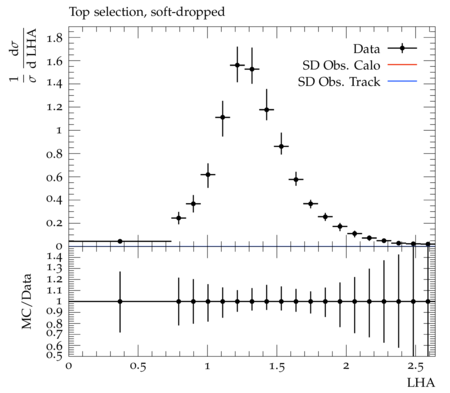 Top selection, soft-dropped
1/σ dσ/d LHA
Data
SD Obs. Calo
SD Obs. Track
1.8
1.6
1.4
1.2
1
0.8
0.6
0.4
0.2
0
MC/Data
1.4
1.3
1.2
1.1
1
0.9
0.8
0.7
0.6
0.5
0 0.5 1 1.5 2 2.5
LHA